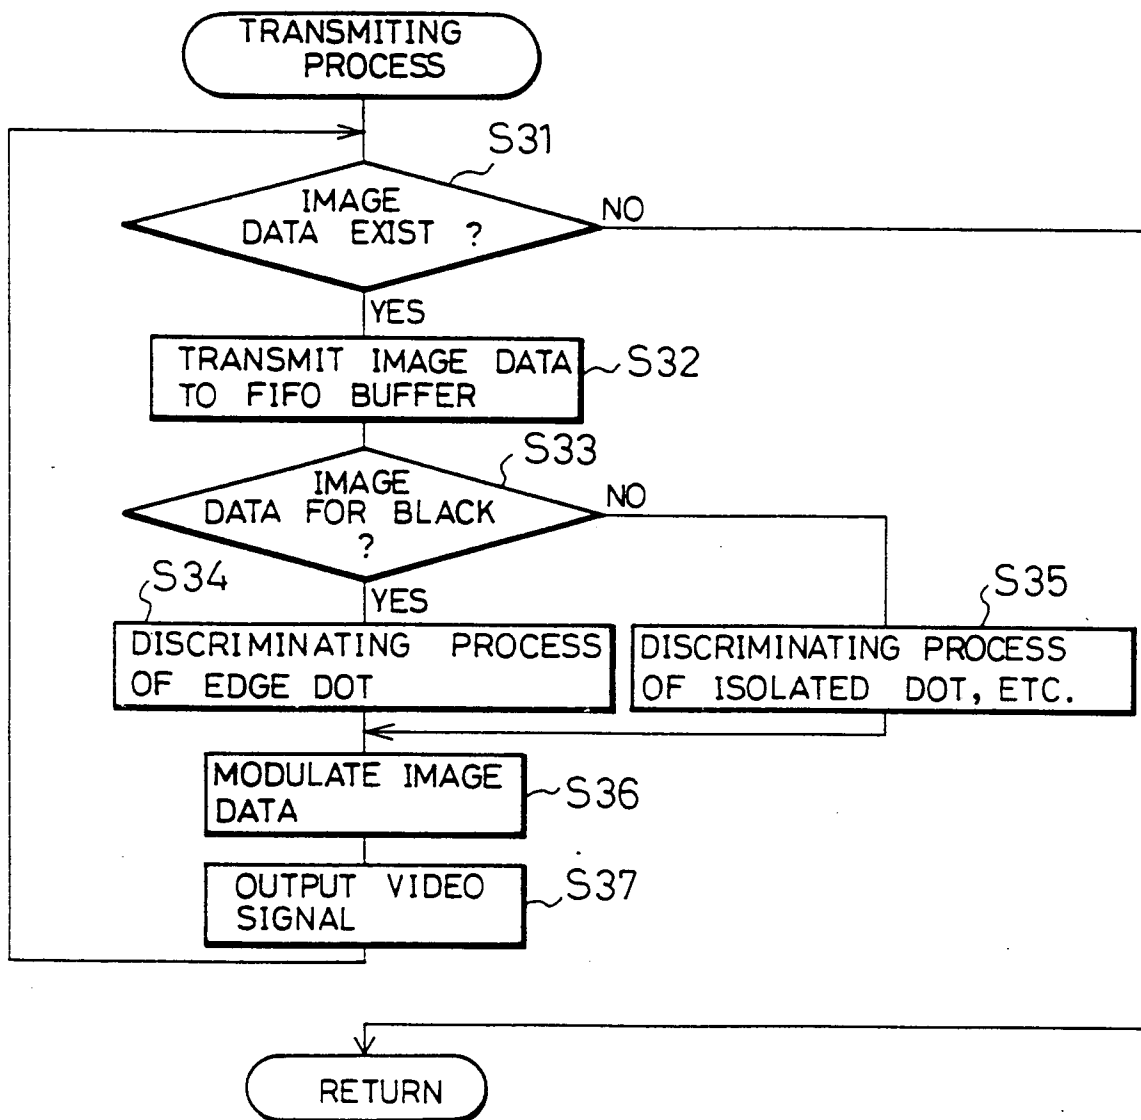 TRANSMITING
PROCESS
S31
IMAGE
DATA EXIST ?
NO
YES
TRANSMIT IMAGE DATA
TO FIFO BUFFER
S32
S33
IMAGE
DATA FOR BLACK
?
NO
YES
S34
DISCRIMINATING PROCESS
OF EDGE DOT
S35
DISCRIMINATING PROCESS
OF ISOLATED DOT, ETC.
MODULATE IMAGE
DATA
S36
OUTPUT VIDEO
SIGNAL
S37
RETURN